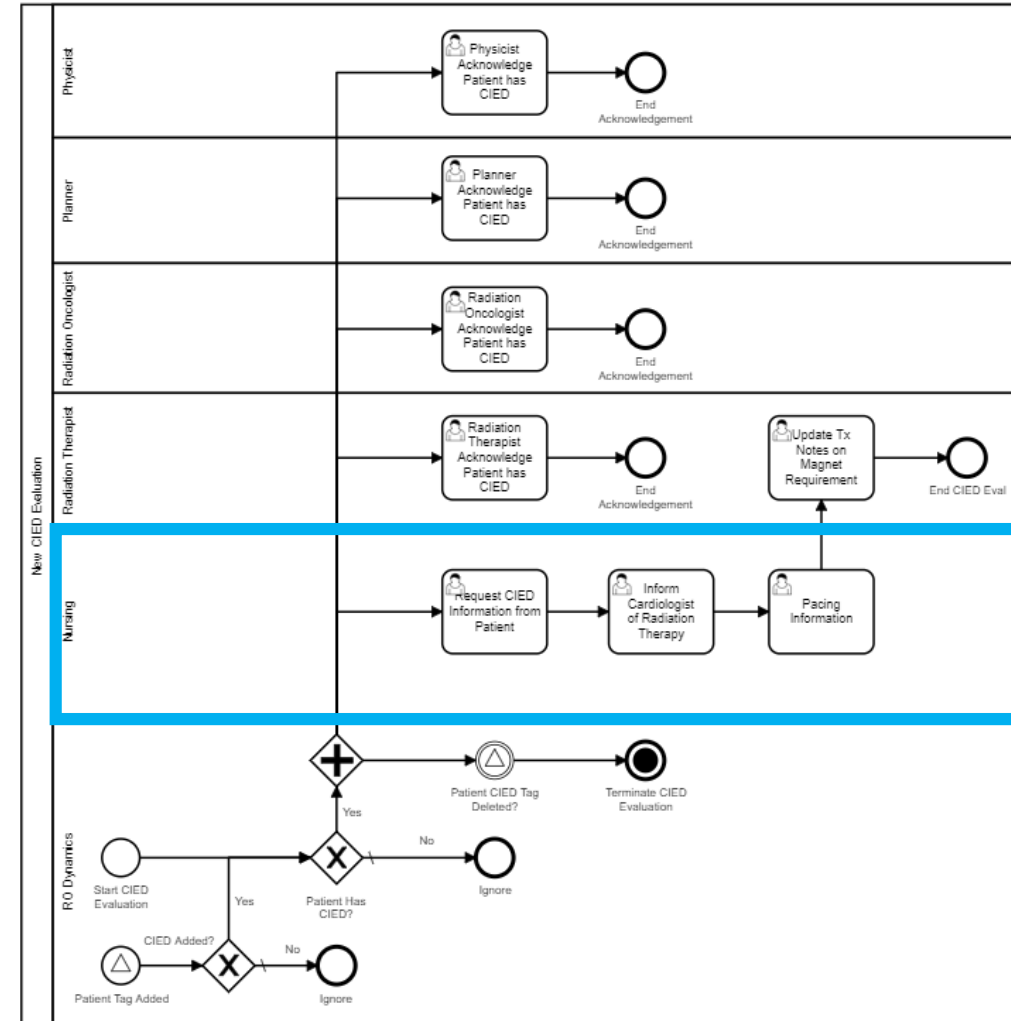 New CIED Evaluation
Physicist
Physicist
Acknowledge
Patient has
CIED
End
Acknowledgement
Planner
Planner
Acknowledge
Patient has
CIED
End
Acknowledgement
Radiation Oncologist
Radiation
Oncologist
Acknowledge
Patient has
CIED
End
Acknowledgement
Radiation Therapist
Radiation
Therapist
Acknowledge
Patient has
CIED
End
Acknowledgement
Update Tx
Notes on
Magnet
Requirement
End CIED Eval
Nursing
Request CIED
Information from
Patient
Inform
Cardiologist
of Radiation
Therapy
Pacing
Information
RO Dynamics
Patient CIED Tag
Deleted?
Terminate CIED
Evaluation
Yes
No
Start CIED
Evaluation
Yes
Patient Has
CIED?
Ignore
CIED Added?
No
Patient Tag Added
Ignore